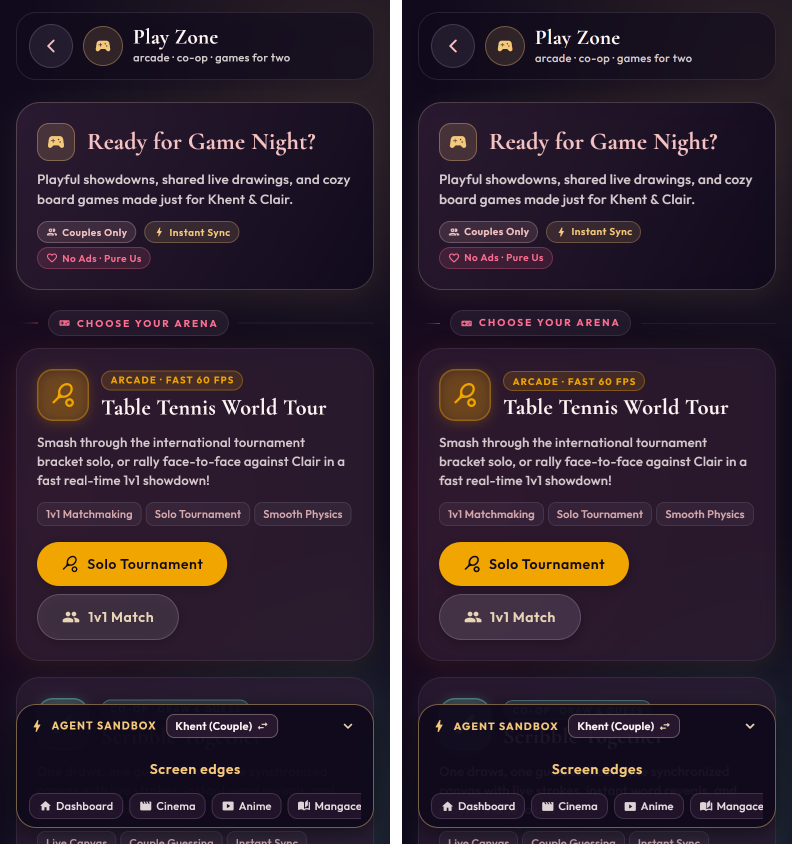 Play Zone
arcade · co-op · games for two
Ready for Game Night?
Playful showdowns, shared live drawings, and cozy
board games made just for Khent & Clair.
Couples Only
Instant Sync
No Ads · Pure Us
CHOOSE YOUR ARENA
ARCADE · FAST 60 FPS
Table Tennis World Tour
Smash through the international tournament
bracket solo, or rally face-to-face against Clair in a
fast real-time 1v1 showdown!
1v1 Matchmaking
Solo Tournament
Smooth Physics
Solo Tournament
1v1 Match
AGENT SANDBOX
Khent (Couple)
Scribble Together
Screen edges
Dashboard
Cinema
Anime
Mangace
Live Canvas
Couple Guessing
Instant Sync
Play Zone
arcade · co-op · games for two
Ready for Game Night?
Playful showdowns, shared live drawings, and cozy
board games made just for Khent & Clair.
Couples Only
Instant Sync
No Ads · Pure Us
CHOOSE YOUR ARENA
ARCADE · FAST 60 FPS
Table Tennis World Tour
Smash through the international tournament
bracket solo, or rally face-to-face against Clair in a
fast real-time 1v1 showdown!
1v1 Matchmaking
Solo Tournament
Smooth Physics
Solo Tournament
1v1 Match
AGENT SANDBOX
Khent (Couple)
Scribble Together
Screen edges
Dashboard
Cinema
Anime
Mangace
Live Canvas
Couple Guessing
Instant Sync